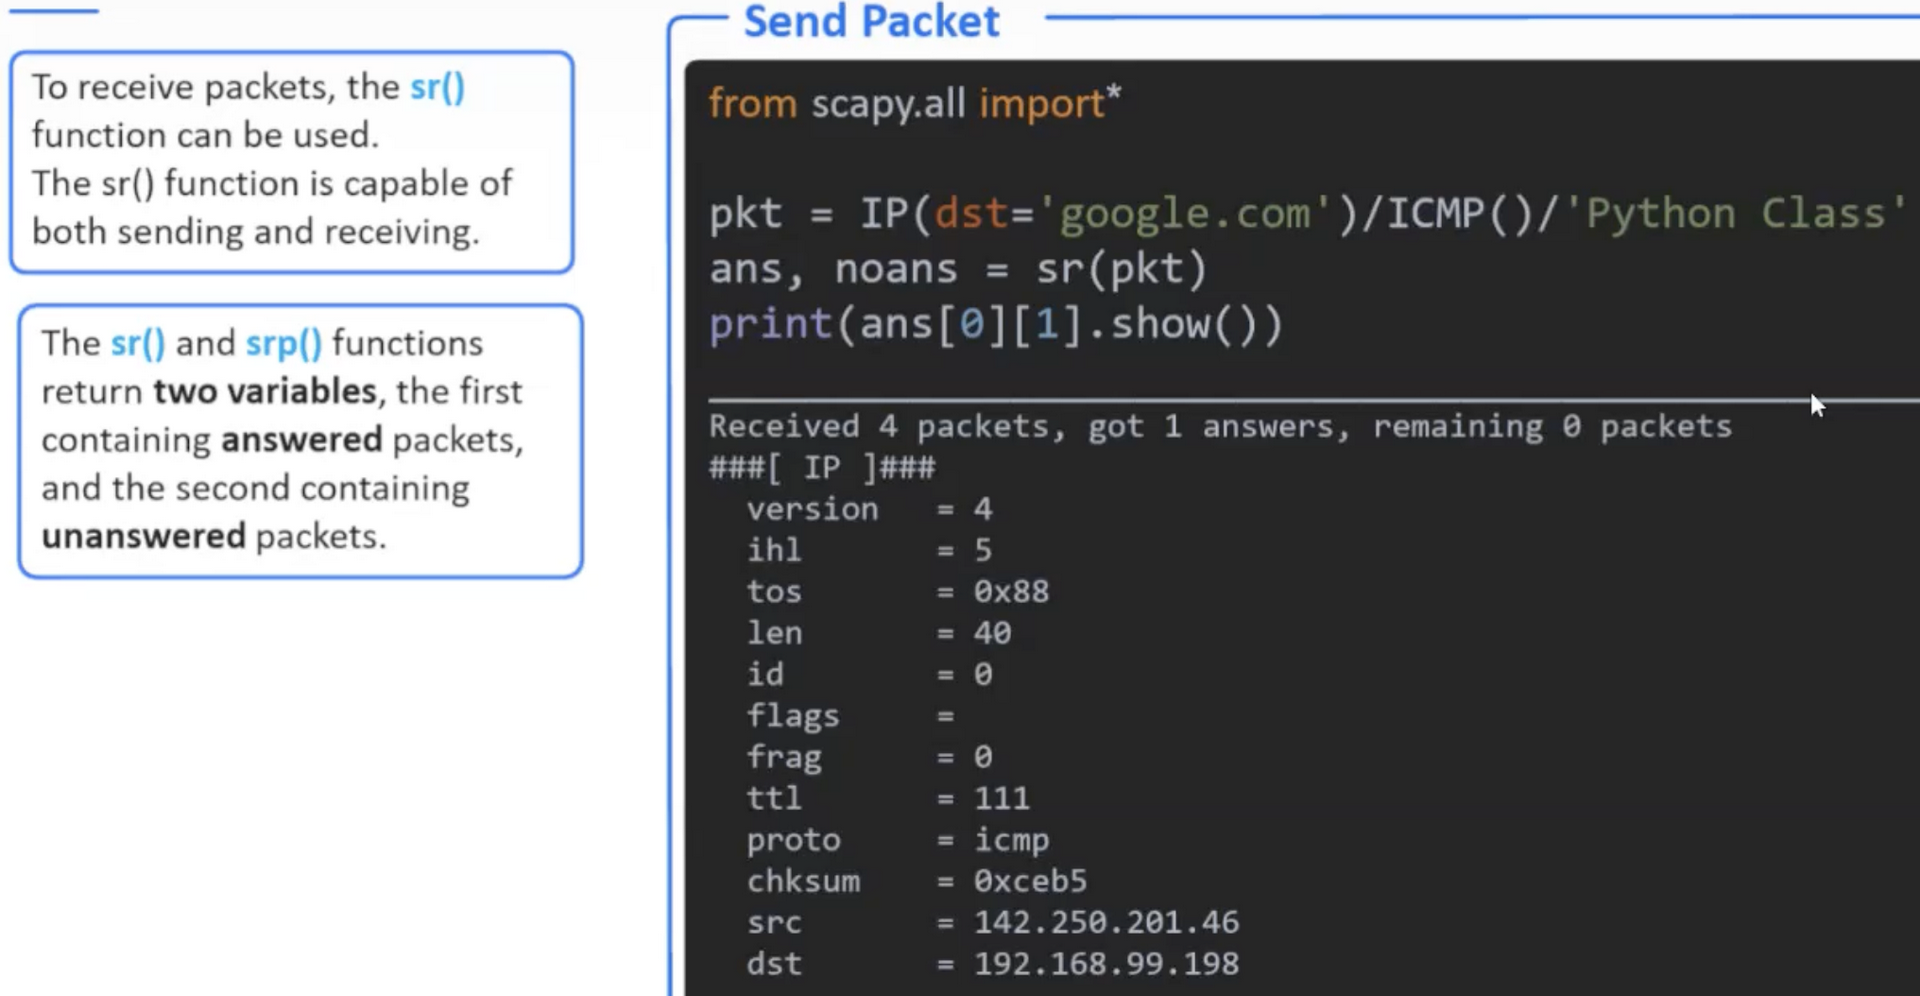 Send Packet
To receive packets, the sr()
function can be used.
The sr() function is capable of
both sending and receiving.
The sr() and srp() functions
return two variables, the first
containing answered packets,
and the second containing
unanswered packets.
from scapy.all import*
pkt = IP(dst='google.com')/ICMP()/'Python Class'
ans, noans = sr(pkt)
print(ans[0][1].show())
Received 4 packets, got 1 answers, remaining 0 packets
###[ IP ]###
version = 4
ihl = 5
tos = 0x88
len = 40
id = 0
flags =
frag = 0
ttl = 111
proto = icmp
chksum = 0xceb5
src = 142.250.201.46
dst = 192.168.99.198